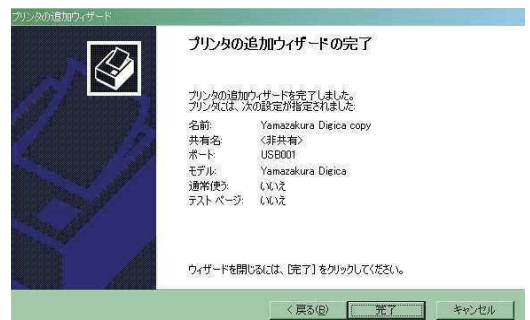 プリンタの追加ウィザード
プリンタの追加ウィザードの完了
プリンタの追加ウィザードを完了しました。
プリンタには、次の設定が指定されました:
名前: Yamazakura Digica copy
共有名: <非共有>
ポート: USB001
モデル: Yamazakura Digica
通常使う: いいえ
テスト ページ: いいえ
ウィザードを閉じるには、[完了] をクリックしてください。
< 戻る(B) 完了 キャンセル